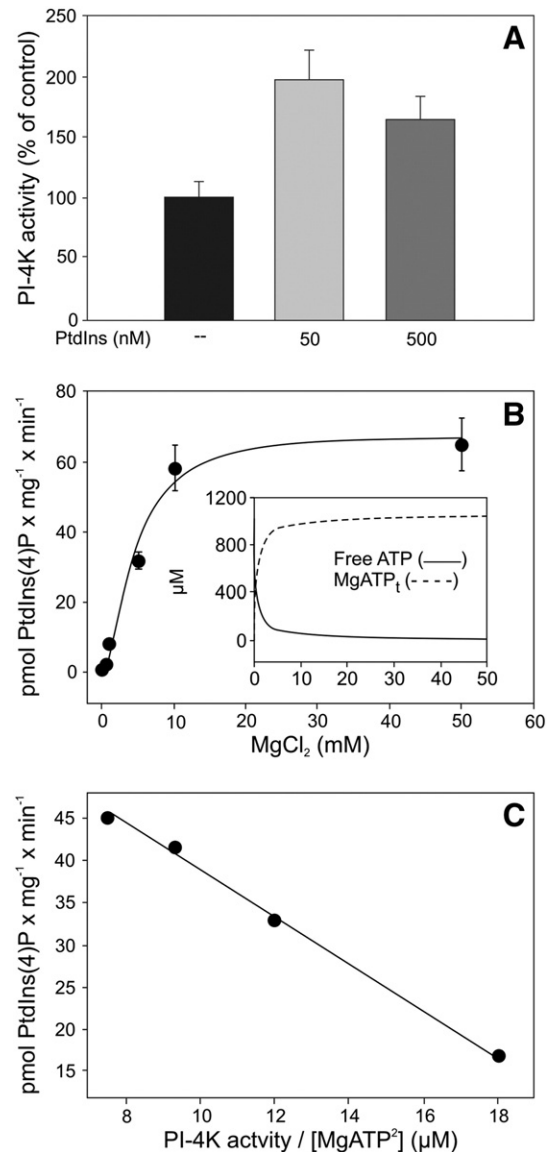 A
PI-4K activity (% of control)
250
200
150
100
50
0
PtdIns (nM) -- 50 500
B
pmol PtdIns(4)P x mg⁻¹ x min⁻¹
80
60
40
20
0
0 10 20 30 40 50 60
MgCl₂ (mM)
µM
1200
800
400
0
Free ATP (——)
MgATPₜ (- - - -)
0 10 20 30 40 50
C
pmol PtdIns(4)P x mg⁻¹ x min⁻¹
45
40
35
30
25
20
15
8 10 12 14 16 18
PI-4K actvity / [MgATP²] (µM)